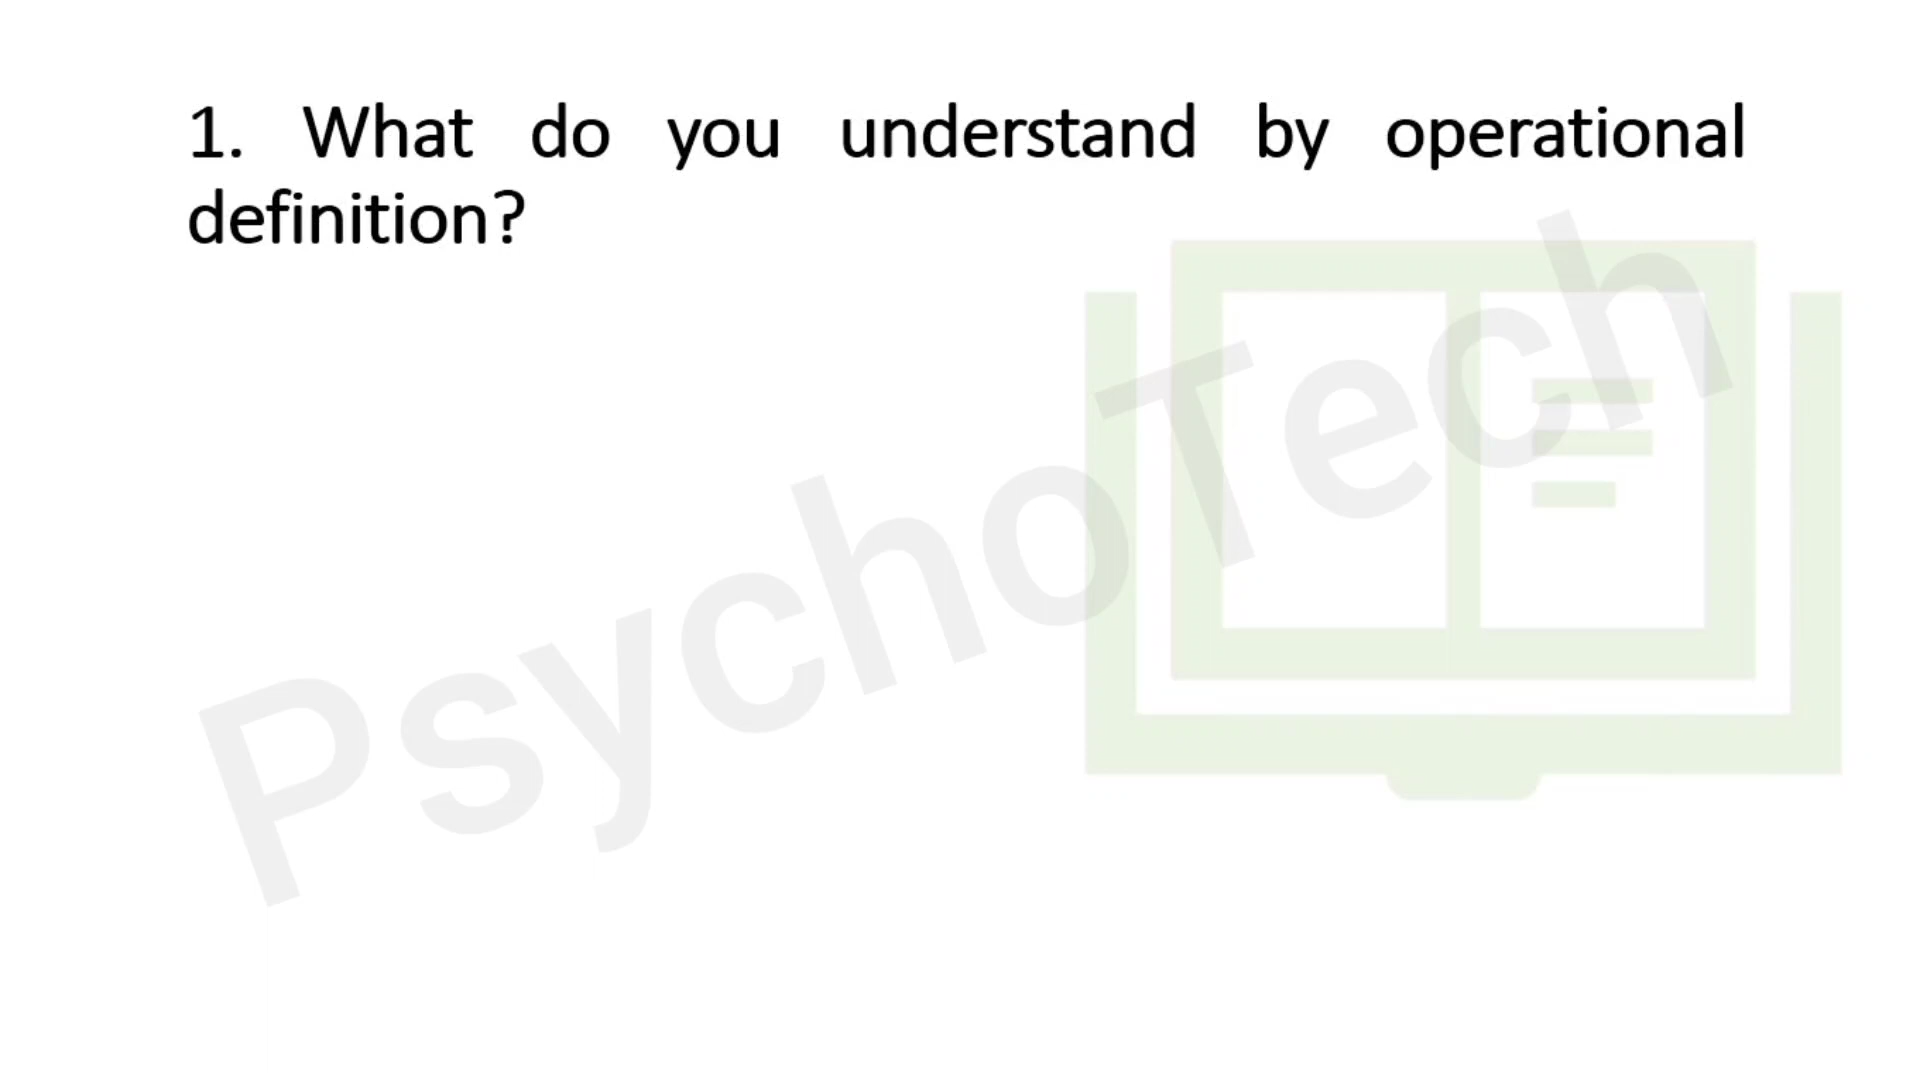 1. What do you understand by operational
definition?
PsychoTech